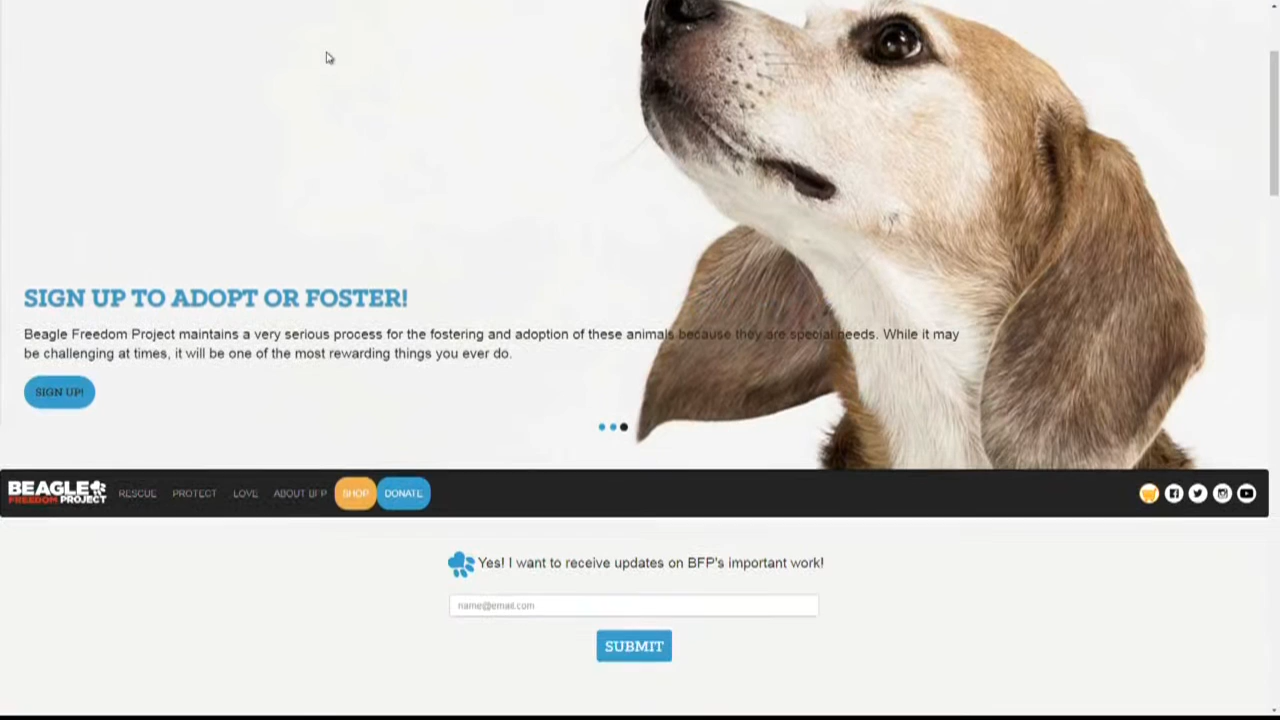 SIGN UP TO ADOPT OR FOSTER!
Beagle Freedom Project maintains a very serious process for the fostering and adoption of these animals because they are special needs. While it may
be challenging at times, it will be one of the most rewarding things you ever do.
SIGN UP!
BEAGLE
FREEDOM PROJECT
RESCUE PROTECT LOVE ABOUT BFP SHOP DONATE
Yes! I want to receive updates on BFP's important work!
name@email.com
SUBMIT